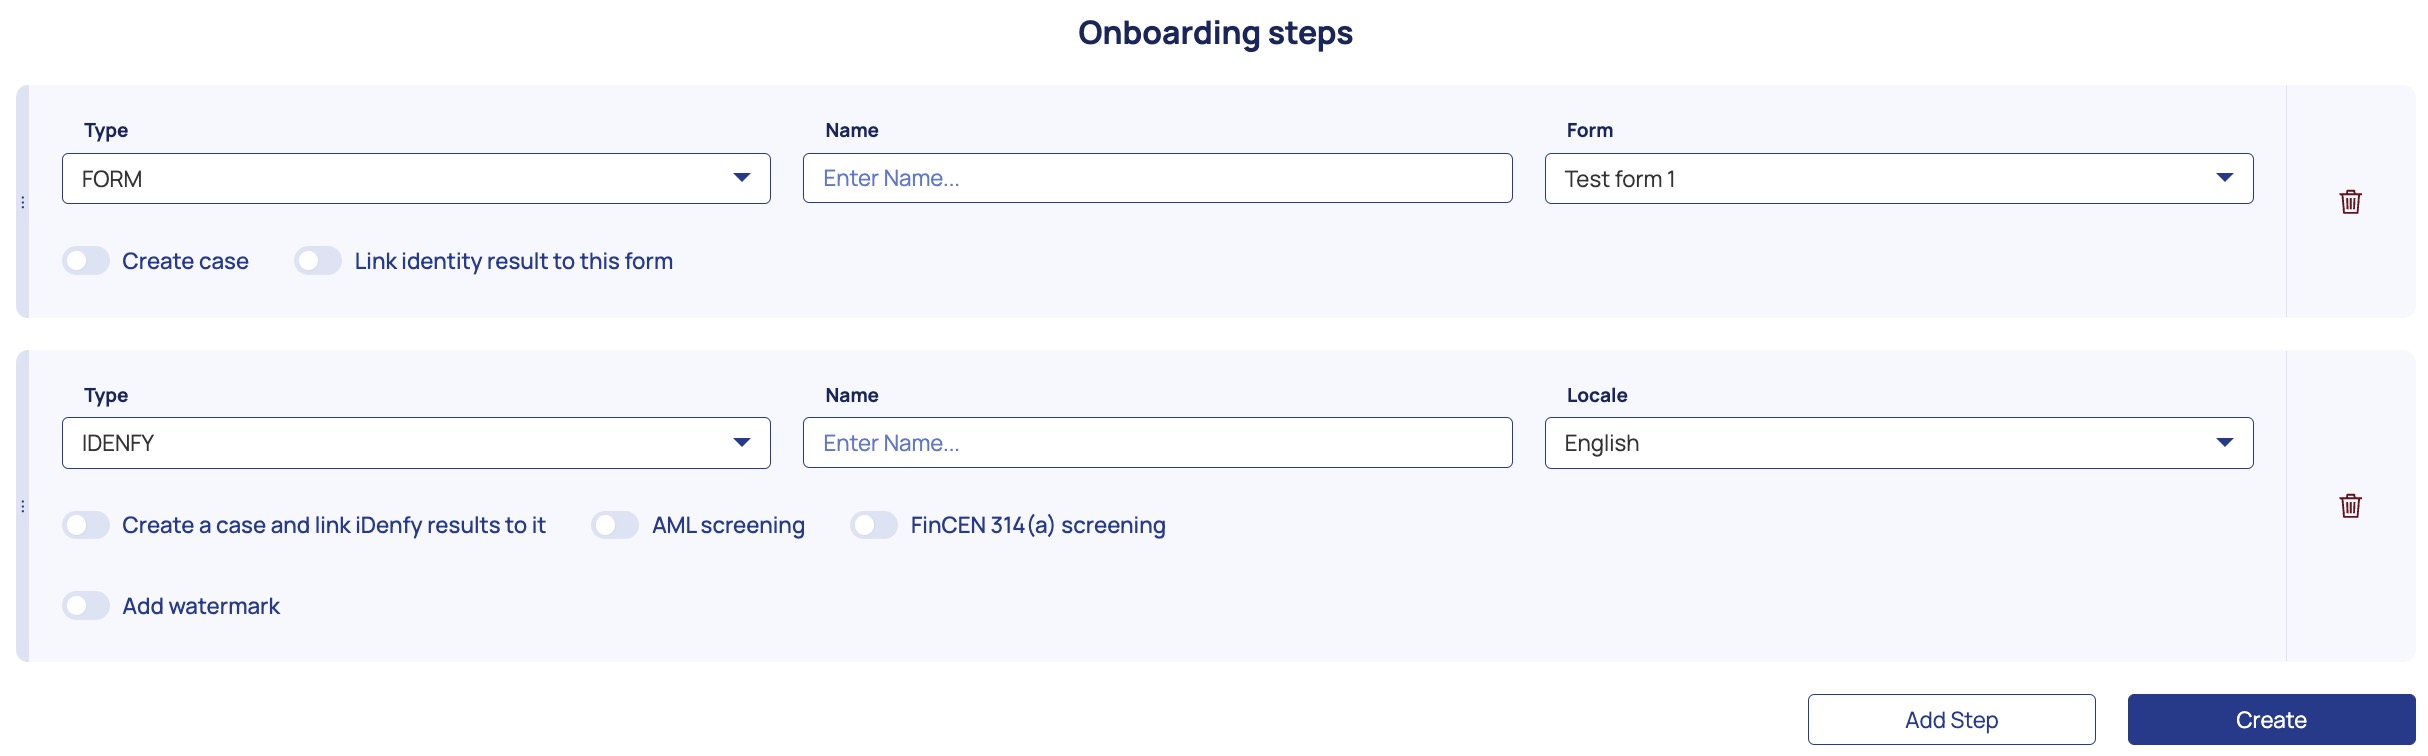 Onboarding steps
Type Name Form
FORM Enter Name... Test form 1
Create case Link identity result to this form
Type Name Locale
IDENFY Enter Name... English
Create a case and link iDenfy results to it AML screening FinCEN 314(a) screening
Add watermark
Add Step Create